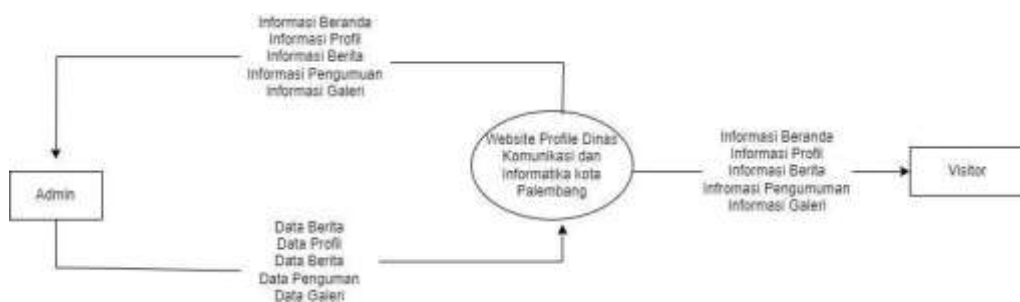 Informasi Beranda
Informasi Profil
Informasi Berita
Informasi Pengumuan
Informasi Galeri
Admin
Website Profile Dinas
Komunikasi dan
Informatika kota
Palembang
Informasi Beranda
Informasi Profil
Informasi Berita
Infromasi Pengumuman
Informasi Galeri
Visitor
Data Berita
Data Profil
Data Berita
Data Penguman
Data Galeri